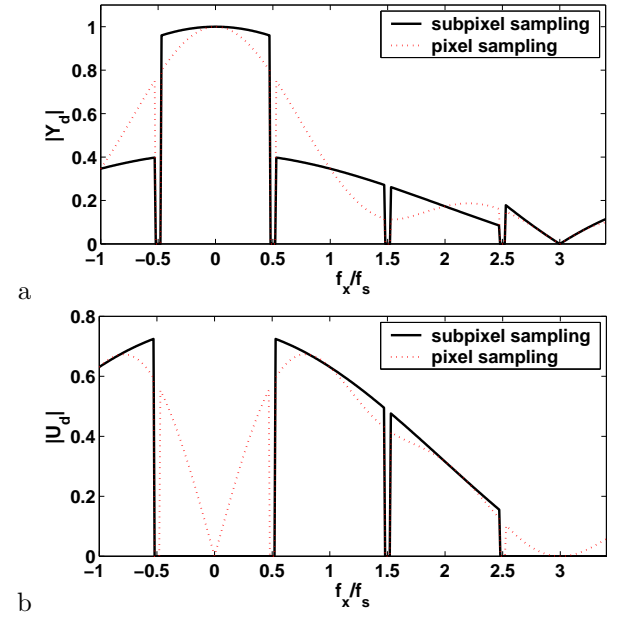 subpixel sampling
pixel sampling
1
0.8
0.6
0.4
0.2
0
|Y_d|
−1 −0.5 0 0.5 1 1.5 2 2.5 3
f_x/f_s
a
subpixel sampling
pixel sampling
0.8
0.6
0.4
0.2
0
|U_d|
−1 −0.5 0 0.5 1 1.5 2 2.5 3
f_x/f_s
b